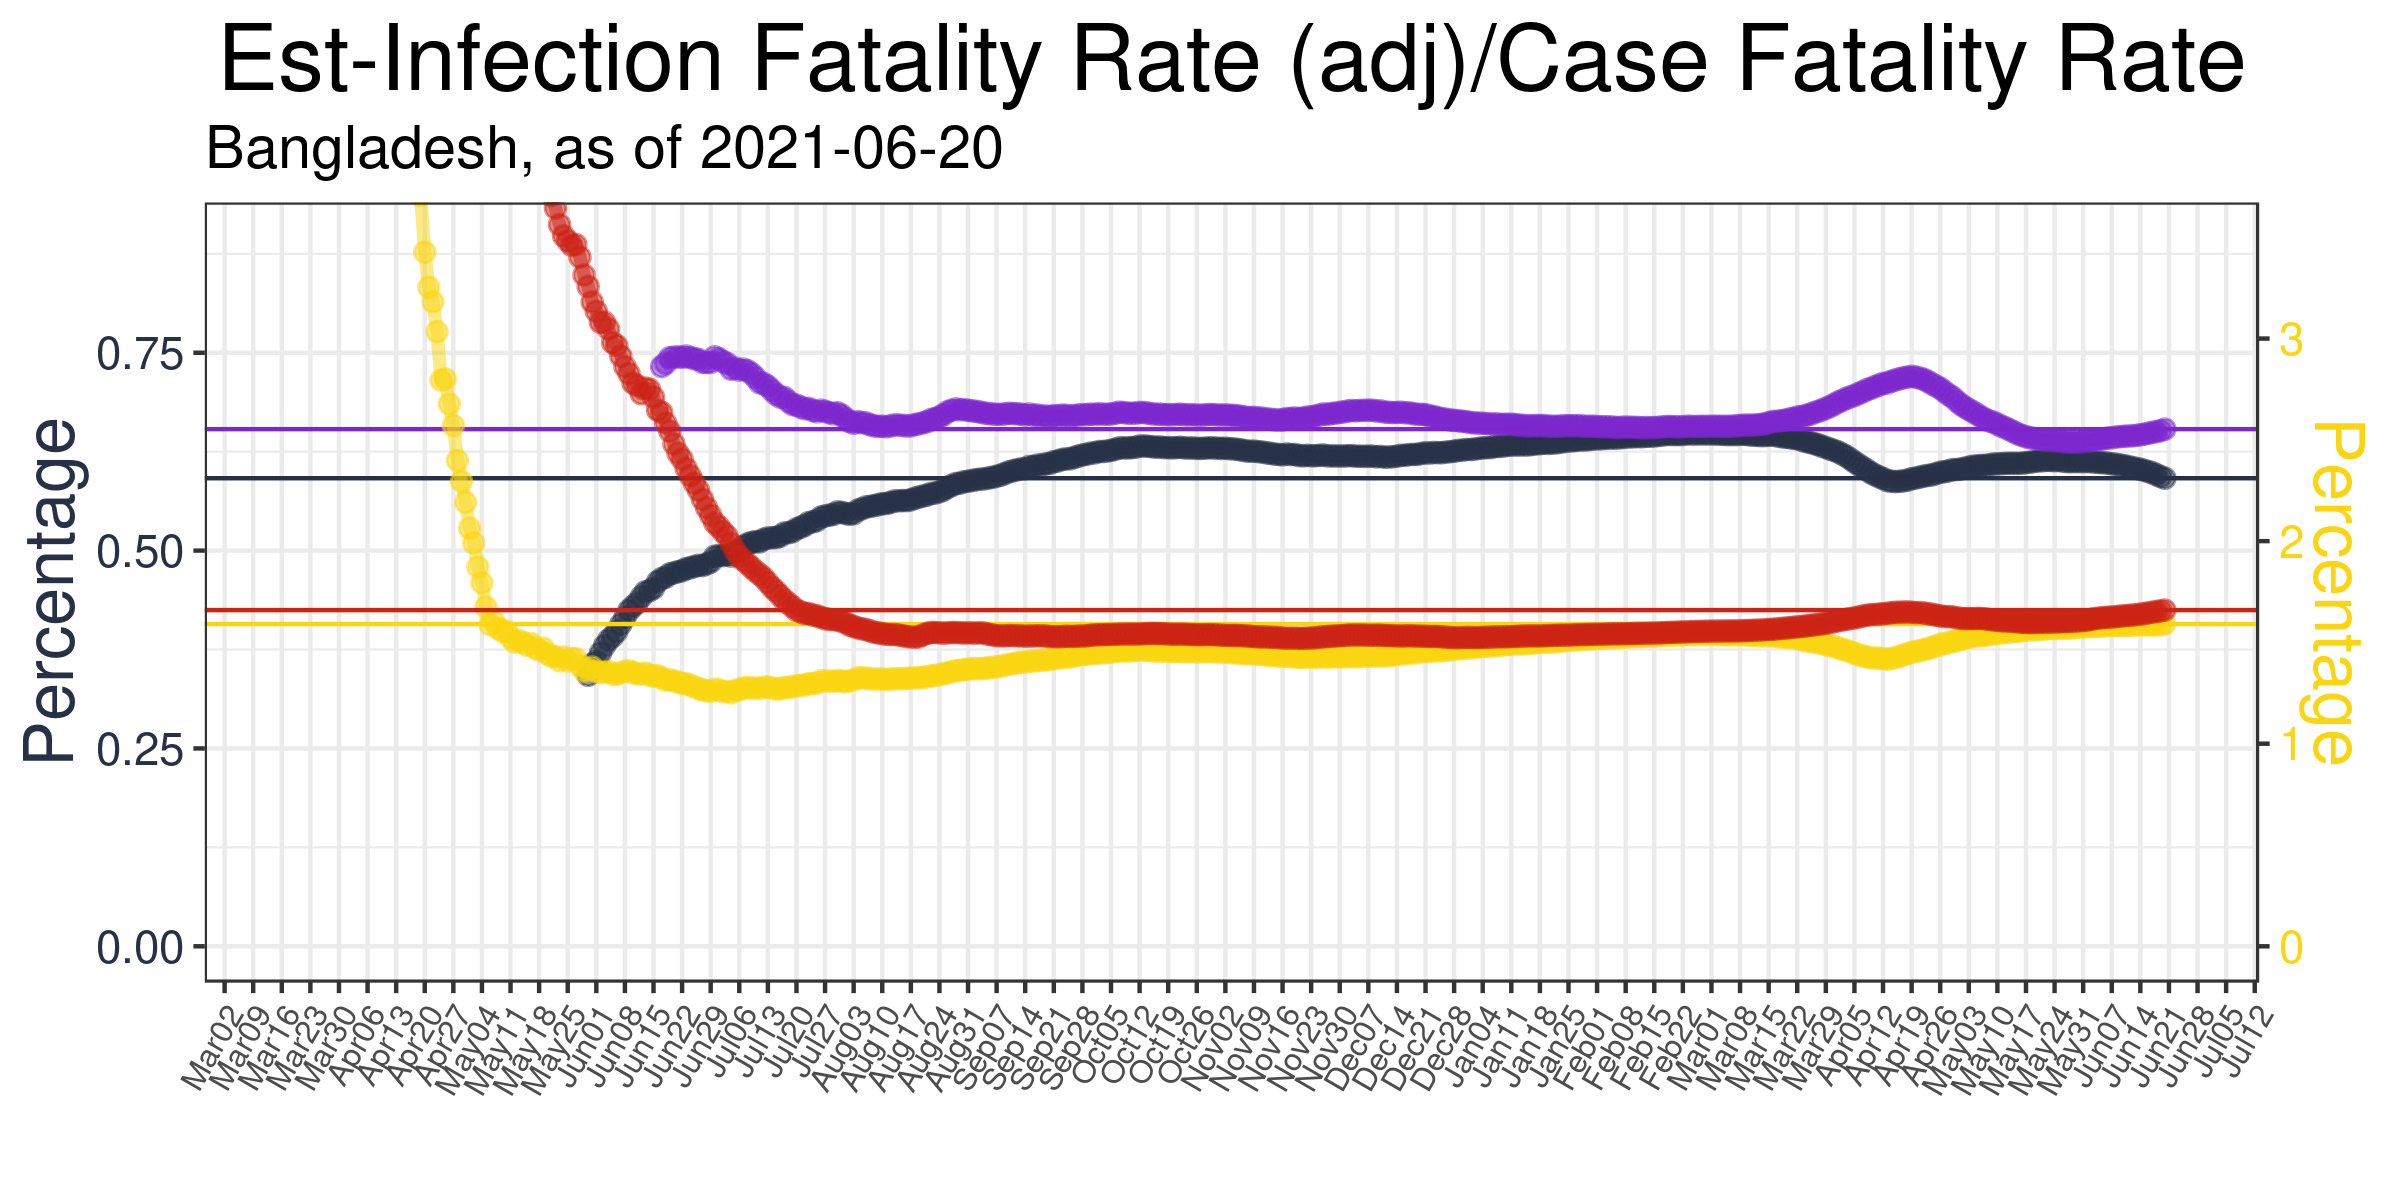 Est-Infection Fatality Rate (adj)/Case Fatality Rate
Bangladesh, as of 2021-06-20
Percentage
0.75
0.50
0.25
0.00
3
2
1
0
Percentage
Mar02 Mar09 Mar16 Mar23 Mar30 Apr06 Apr13 Apr20 Apr27 May04 May11 May18 May25 Jun01 Jun08 Jun15 Jun22 Jun29 Jul06 Jul13 Jul20 Jul27 Aug03 Aug10 Aug17 Aug24 Aug31 Sep07 Sep14 Sep21 Sep28 Oct05 Oct12 Oct19 Oct26 Nov02 Nov09 Nov16 Nov23 Nov30 Dec07 Dec14 Dec21 Dec28 Jan04 Jan11 Jan18 Jan25 Feb01 Feb08 Feb15 Feb22 Mar01 Mar08 Mar15 Mar22 Mar29 Apr05 Apr12 Apr19 Apr26 May03 May10 May17 May24 May31 Jun07 Jun14 Jun21 Jun28 Jul05 Jul12